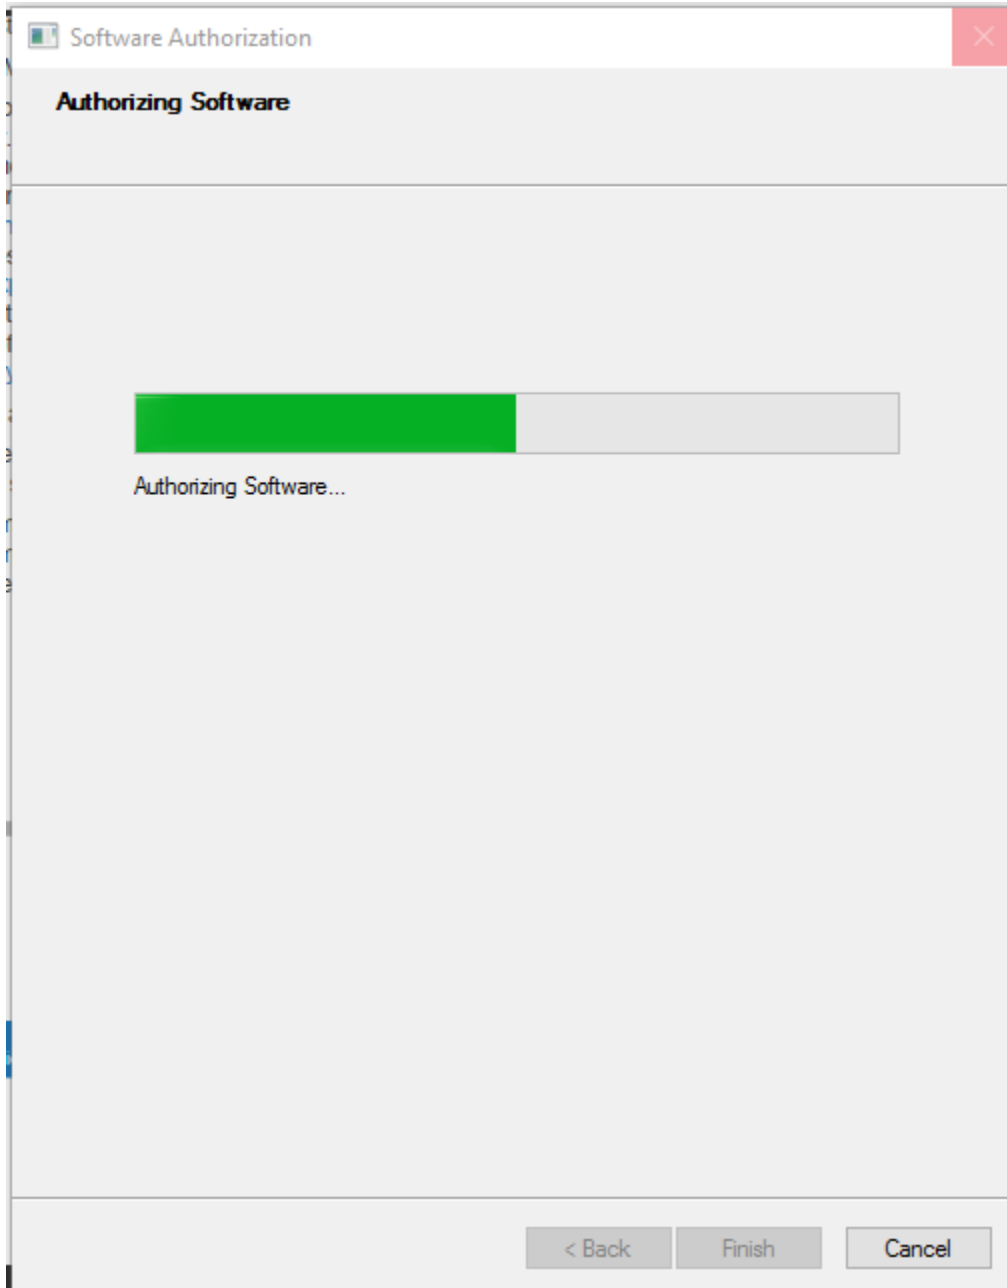 Software Authorization
Authorizing Software
Authorizing Software...
< Back
Finish
Cancel